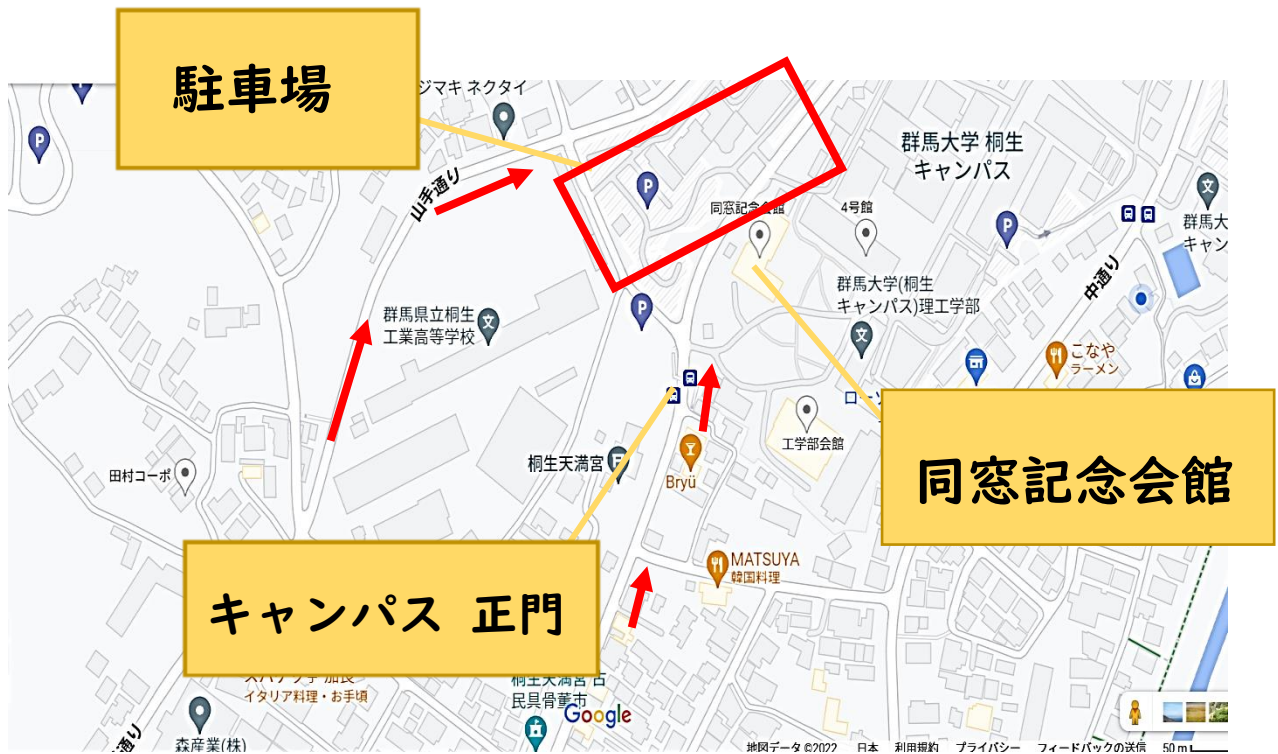 駐車場
ジマキ ネクタイ
山手通り
群馬大学 桐生
キャンパス
同窓記念会館
4号館
群馬大
キャン
中通り
群馬大学(桐生
キャンパス)理工学部
群馬県立桐生
工業高等学校
こなや
ラーメン
ロー
工学部会館
同窓記念会館
田村コーポ
桐生天満宮
Bryü
MATSUYA
韓国料理
キャンパス 正門
イタリア料理・お手頃
桐生天満宮古
民具骨董市
Google
森産業(株)
通り
地図データ ©2022 日本 利用規約 プライバシー フィードバックの送信 50 m